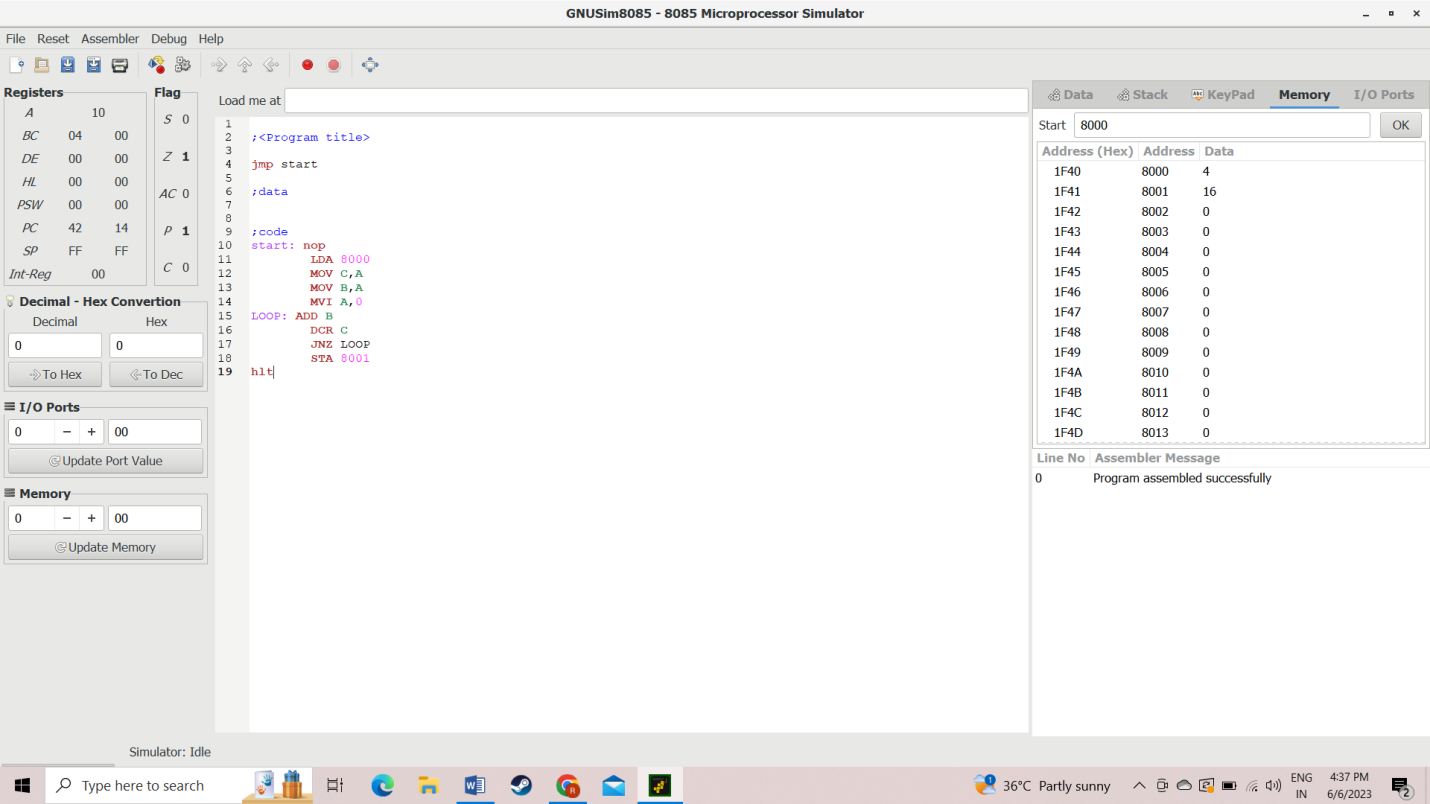 GNUSim8085 - 8085 Microprocessor Simulator
File Reset Assembler Debug Help
Registers
A 10
BC 04 00
DE 00 00
HL 00 00
PSW 00 00
PC 42 14
SP FF FF
Int-Reg 00
Flag
S 0
Z 1
AC 0
P 1
C 0
Decimal - Hex Convertion
Decimal Hex
0 0
To Hex To Dec
I/O Ports
0 - + 00
Update Port Value
Memory
0 - + 00
Update Memory
Load me at
1
2 ;<Program title>
3
4 jmp start
5
6 ;data
7
8
9 ;code
10 start: nop
11 LDA 8000
12 MOV C,A
13 MOV B,A
14 MVI A,0
15 LOOP: ADD B
16 DCR C
17 JNZ LOOP
18 STA 8001
19 hlt
Data Stack Abc KeyPad Memory I/O Ports
Start 8000 OK
Address (Hex) Address Data
1F40 8000 4
1F41 8001 16
1F42 8002 0
1F43 8003 0
1F44 8004 0
1F45 8005 0
1F46 8006 0
1F47 8007 0
1F48 8008 0
1F49 8009 0
1F4A 8010 0
1F4B 8011 0
1F4C 8012 0
1F4D 8013 0
Line No Assembler Message
0 Program assembled successfully
Simulator: Idle
Type here to search
W
R
1
36°C Partly sunny
ENG
IN
4:37 PM
6/6/2023
2